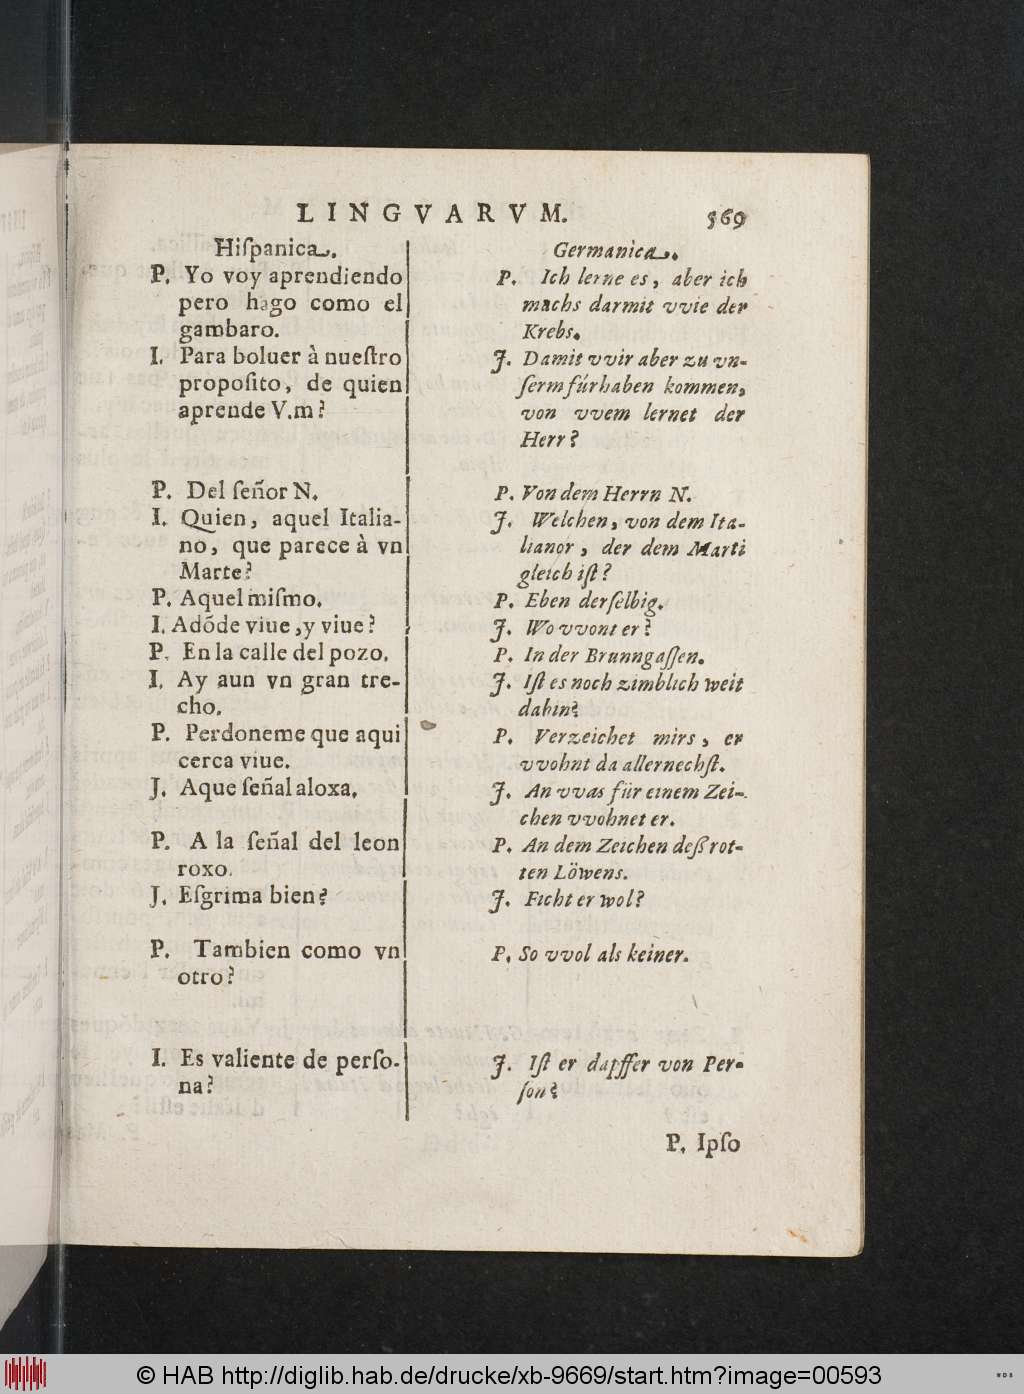 LINGVARVM. 369
Hiſpanica.
P. Yo voy aprendiendo
pero hago como el
gambaro.
I. Para boluer à nueſtro
propoſito, de quien
aprende V.m?
P. Del ſeñor N.
I. Quien, aquel Italia-
no, que parece à vn
Marte?
P. Aquel miſmo.
I. Adõde viue, y viue?
P. En la calle del pozo.
I. Ay aun vn gran tre-
cho.
P. Perdoneme que aqui
cerca viue.
J. Aque ſeñal aloxa.
P. A la ſeñal del leon
roxo.
J. Eſgrima bien?
P. Tambien como vn
otro?
I. Es valiente de perſo-
na?
Germanica.
P. Ich lerne es, aber ich
machs darmit vvie der
Krebs.
J. Damit vvir aber zu vn-
ſerm fúrhaben kommen,
von vvem lernet der
Herr?
P. Von dem Herrn N.
J. Welchen, von dem Ita-
lianor, der dem Marti
gleich iſt?
P. Eben derſelbig.
J. Wo vvont er?
P. In der Brunngaſſen.
J. Iſt es noch zimblich weit
dahin?
P. Verzeichet mirs, er
vvohnt da allernechſt.
J. An vvas für einem Zei-
chen vvohnet er.
P. An dem Zeichen deß rot-
ten Löwens.
J. Ficht er wol?
P. So vvol als keiner.
J. Iſt er dapffer von Per-
ſon?
P. Ipſo
© HAB http://diglib.hab.de/drucke/xb-9669/start.htm?image=00593